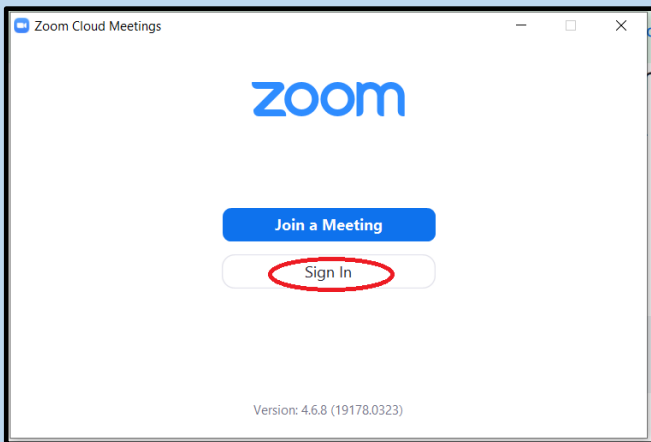 Zoom Cloud Meetings
zoom
Join a Meeting
Sign In
Version: 4.6.8 (19178.0323)